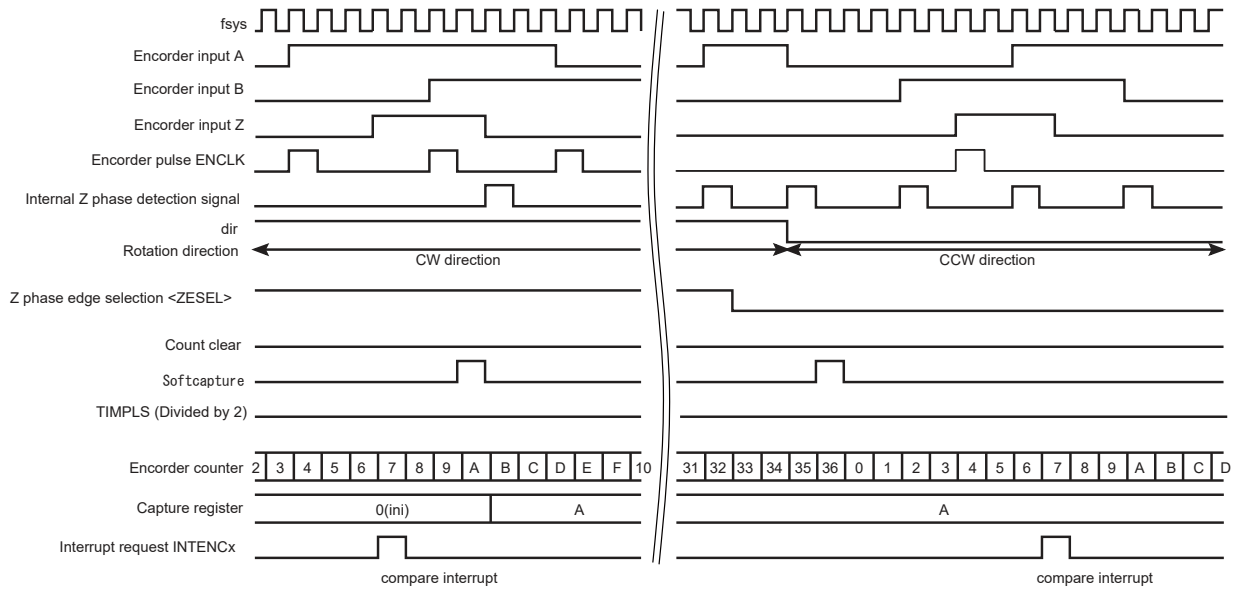 fsys
Encorder input A
Encorder input B
Encorder input Z
Encorder pulse ENCLK
Internal Z phase detection signal
dir
Rotation direction
CW direction CCW direction
Z phase edge selection <ZESEL>
Count clear
Softcapture
TIMPLS (Divided by 2)
Encorder counter 2 3 4 5 6 7 8 9 A B C D E F 10 31 32 33 34 35 36 0 1 2 3 4 5 6 7 8 9 A B C D
Capture register 0(ini) A A
Interrupt request INTENCx
compare interrupt compare interrupt